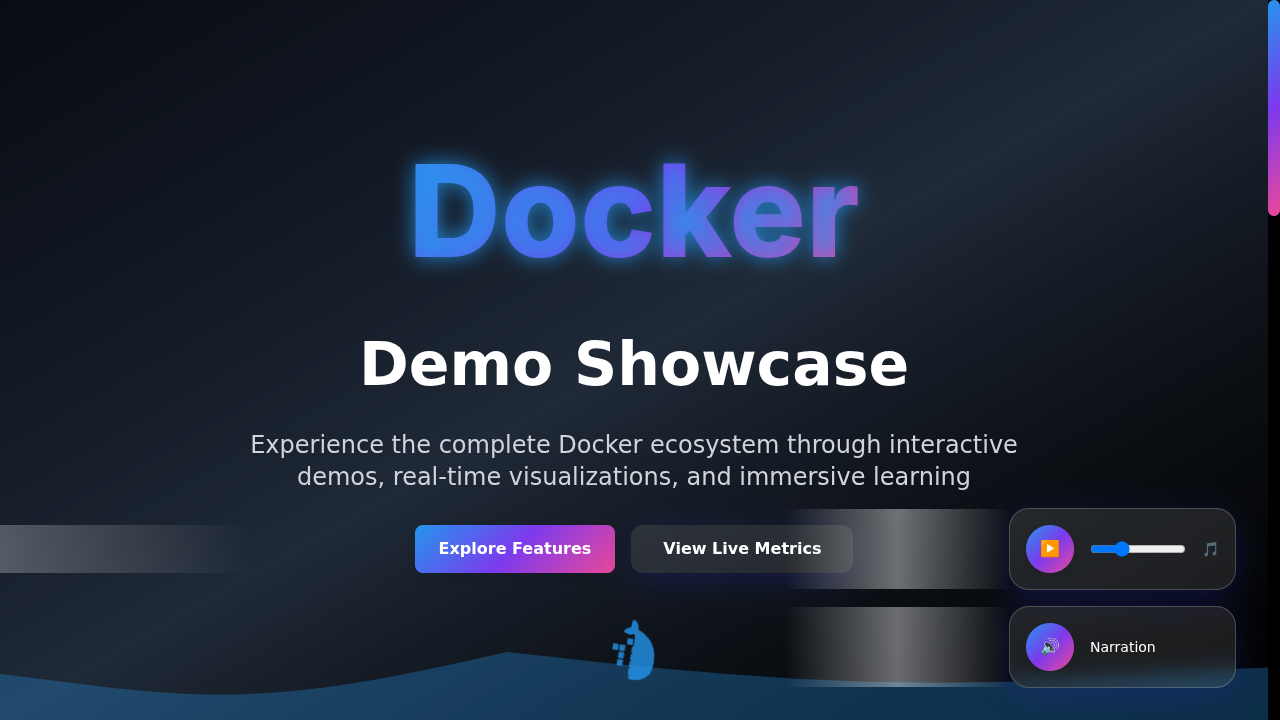 Docker
Demo Showcase
Experience the complete Docker ecosystem through interactive
demos, real-time visualizations, and immersive learning
Explore Features
View Live Metrics
Narration